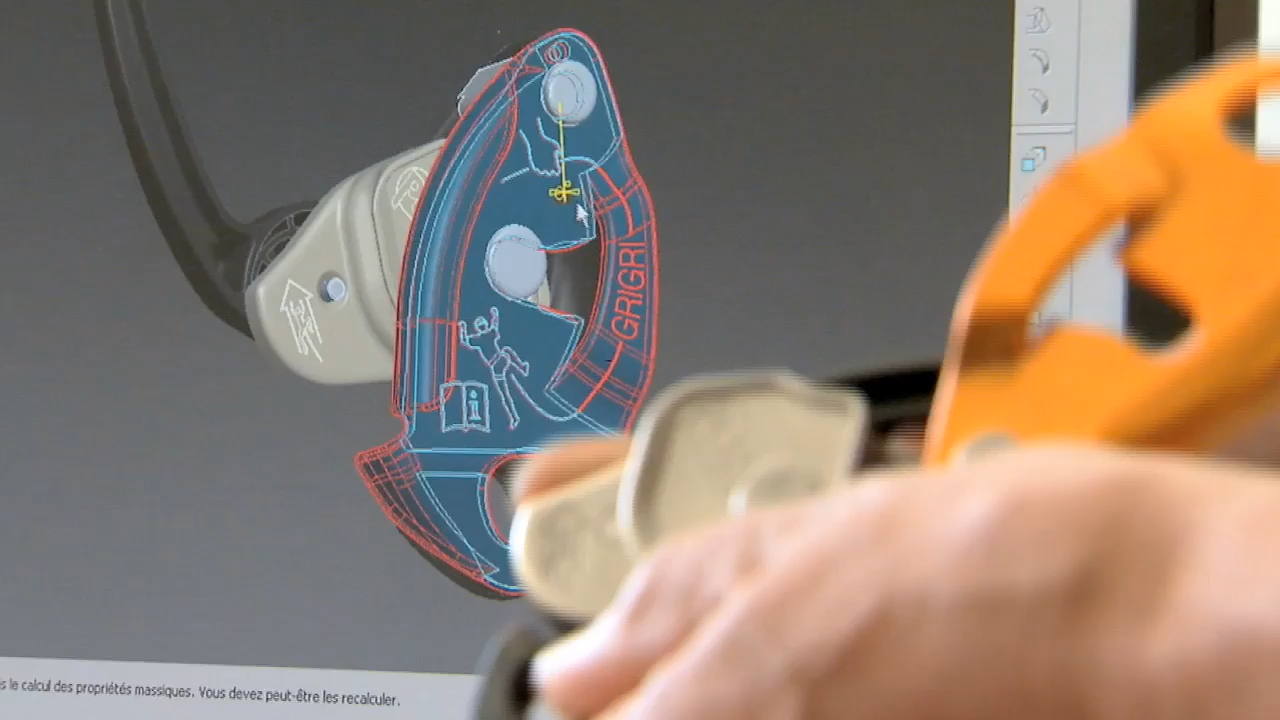 GRIGRI
i
s le calcul des propriétés massiques. Vous devez peut-être les recalculer.